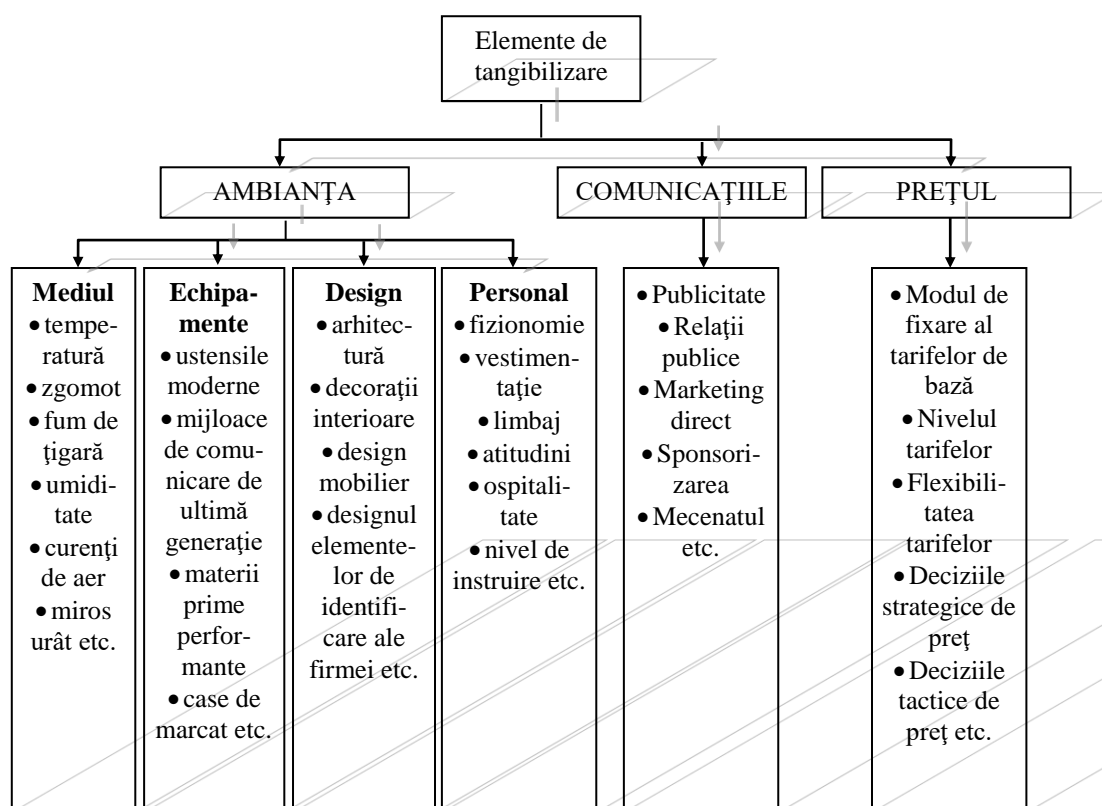 Elemente de
tangibilizare
AMBIANŢA
COMUNICAŢIILE
PREŢUL
Mediul
• tempe-
ratură
• zgomot
• fum de
ţigară
• umidi-
tate
• curenţi
de aer
• miros
urât etc.
Echipa-
mente
• ustensile
moderne
• mijloace
de comu-
nicare de
ultimă
generaţie
• materii
prime
perfor-
mante
• case de
marcat etc.
Design
• arhitec-
tură
• decoraţii
interioare
• design
mobilier
• designul
elemente-
lor de
identifi-
care ale
firmei etc.
Personal
• fizionomie
• vestimen-
taţie
• limbaj
• atitudini
• ospitali-
tate
• nivel de
instruire etc.
• Publicitate
• Relaţii
publice
• Marketing
direct
• Sponsori-
zarea
• Mecenatul
etc.
• Modul de
fixare al
tarifelor de
bază
• Nivelul
tarifelor
• Flexibili-
tatea
tarifelor
• Deciziile
strategice de
preţ
• Deciziile
tactice de
preţ etc.